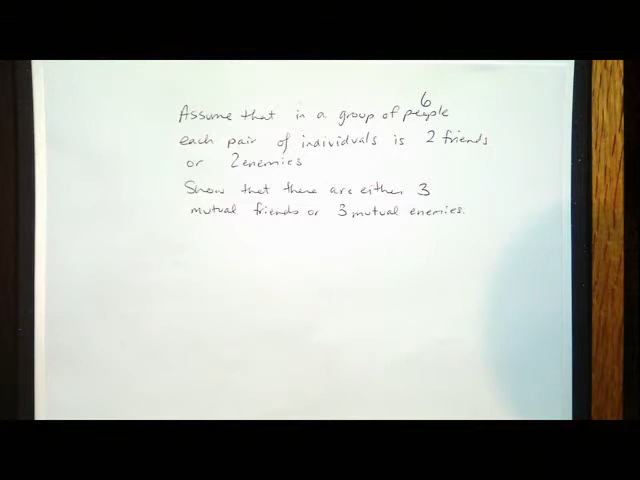 Assume that in a group of 6 people
each pair of individuals is 2 friends
or 2 enemies
Show that there are either 3
mutual friends or 3 mutual enemies.